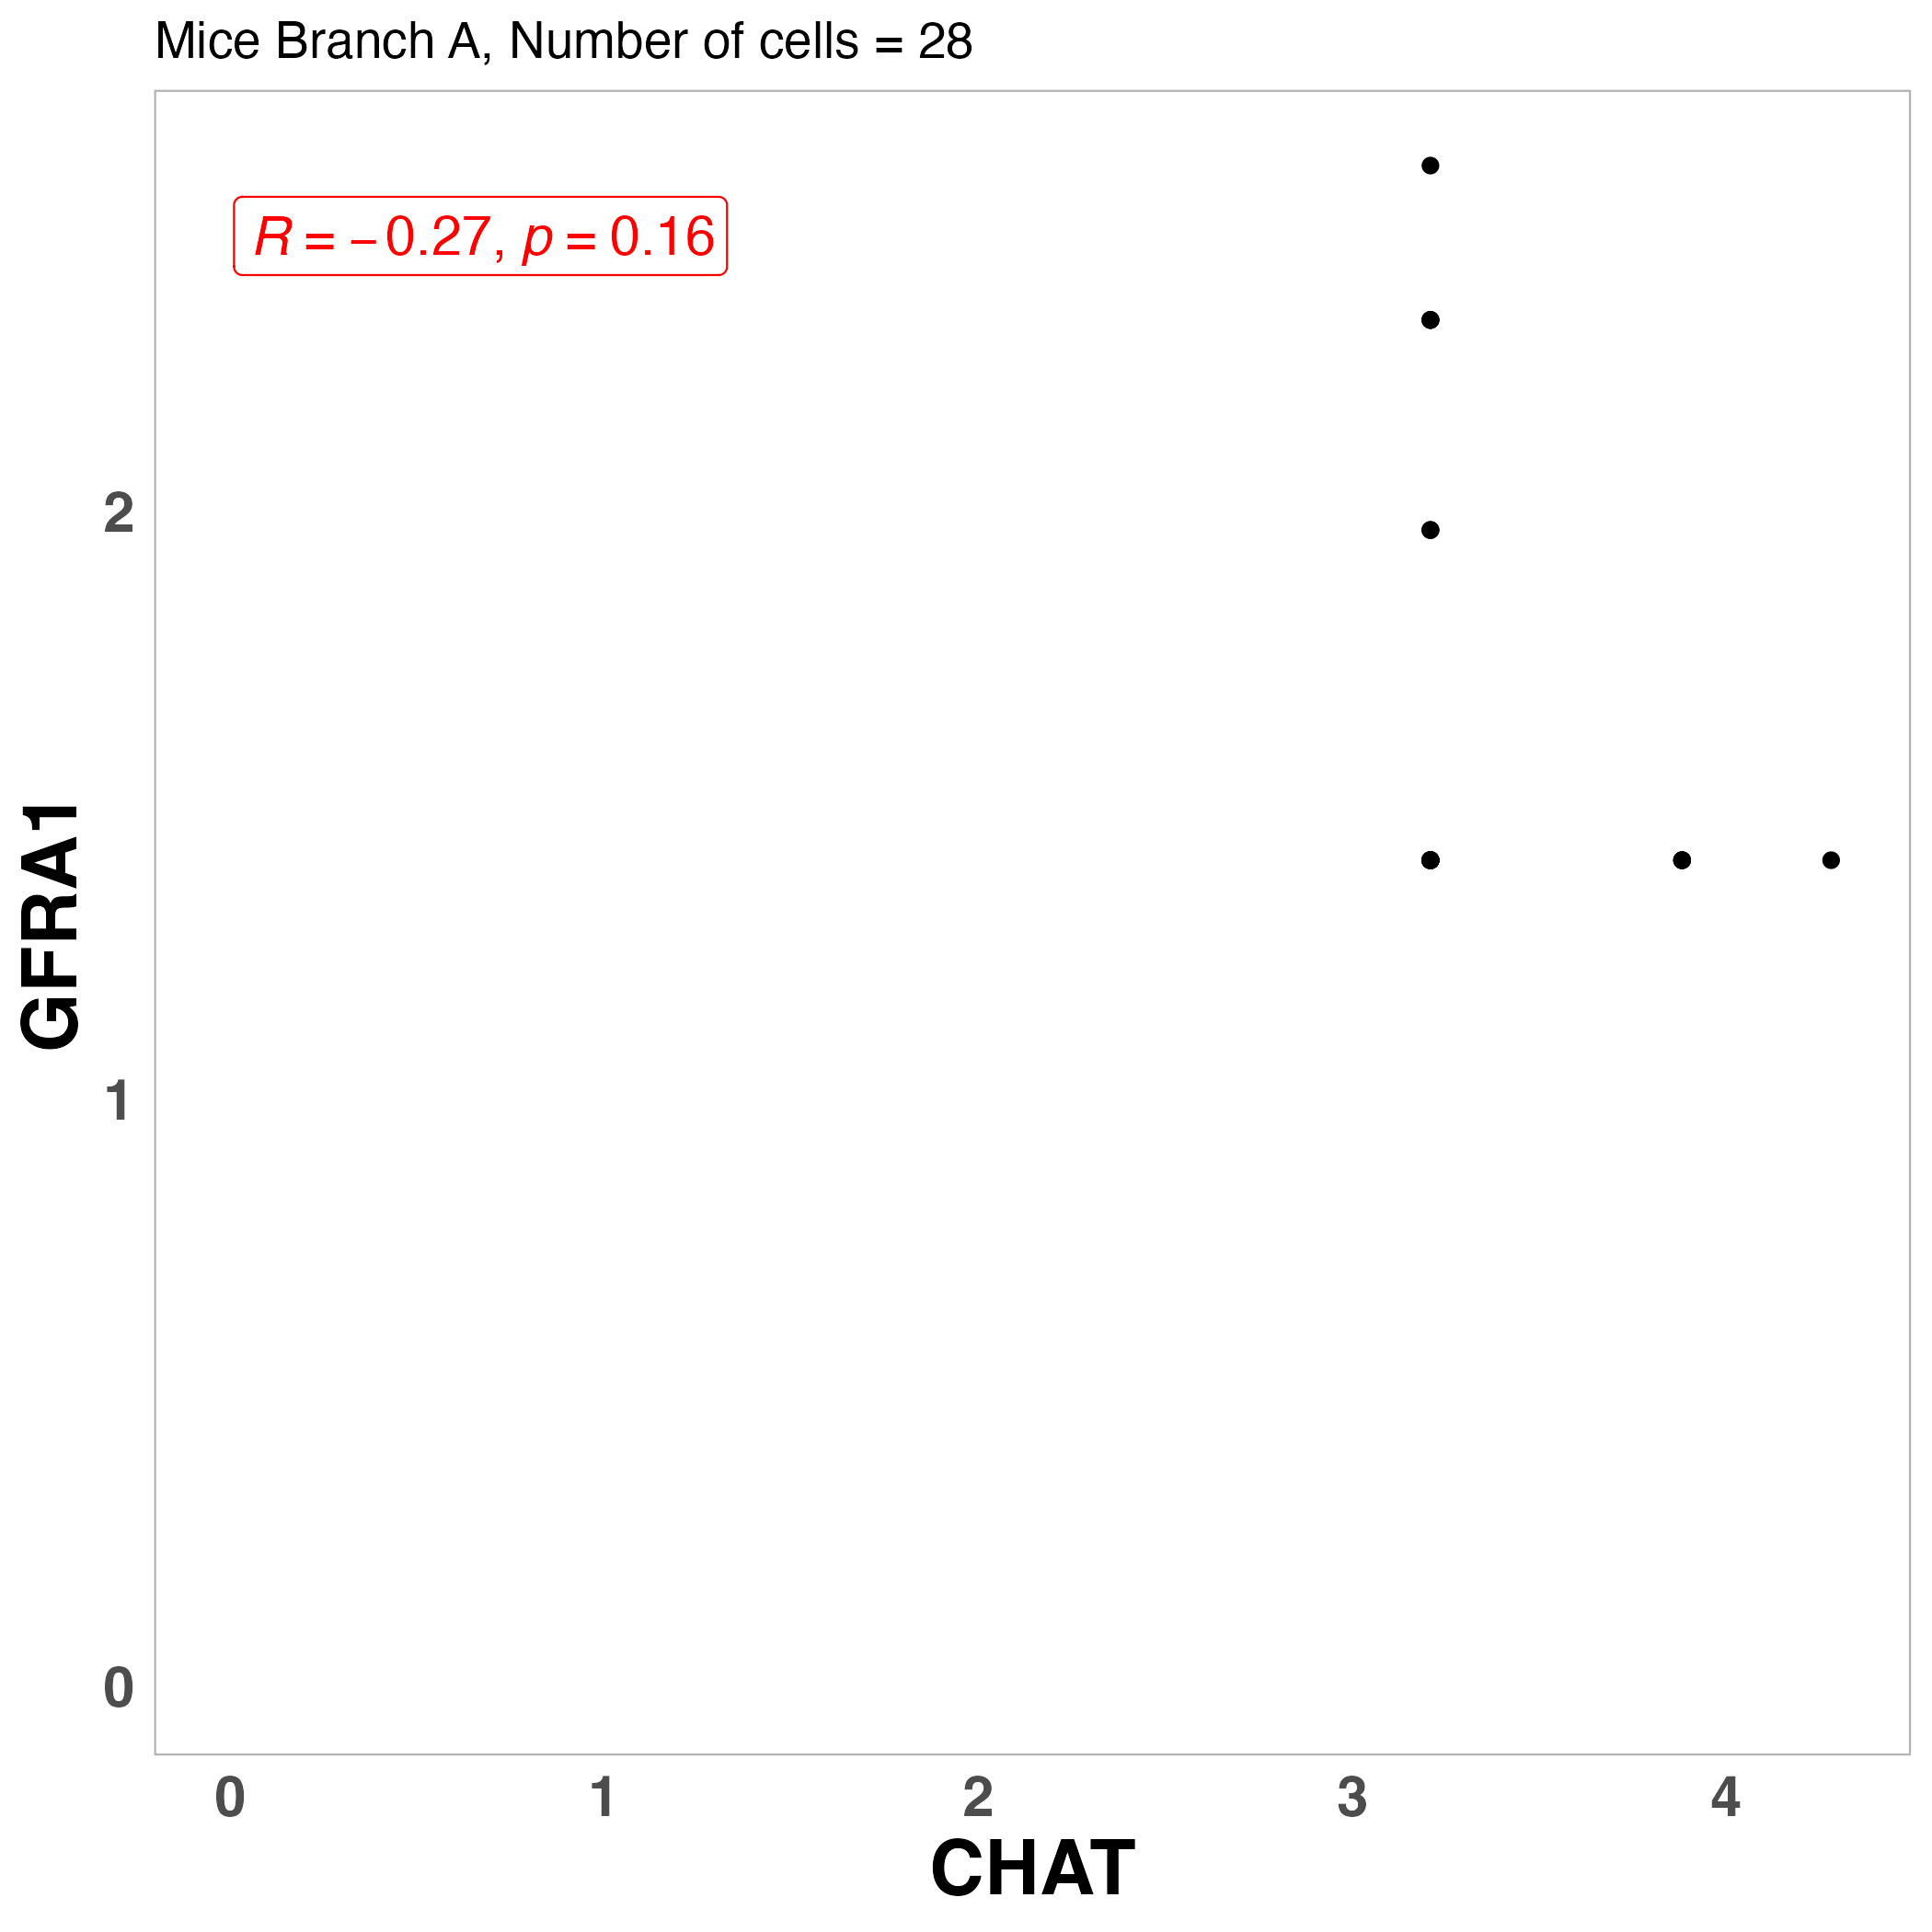 Mice Branch A, Number of cells = 28
R = −0.27, p = 0.16
2
1
0
GFRA1
0 1 2 3 4
CHAT